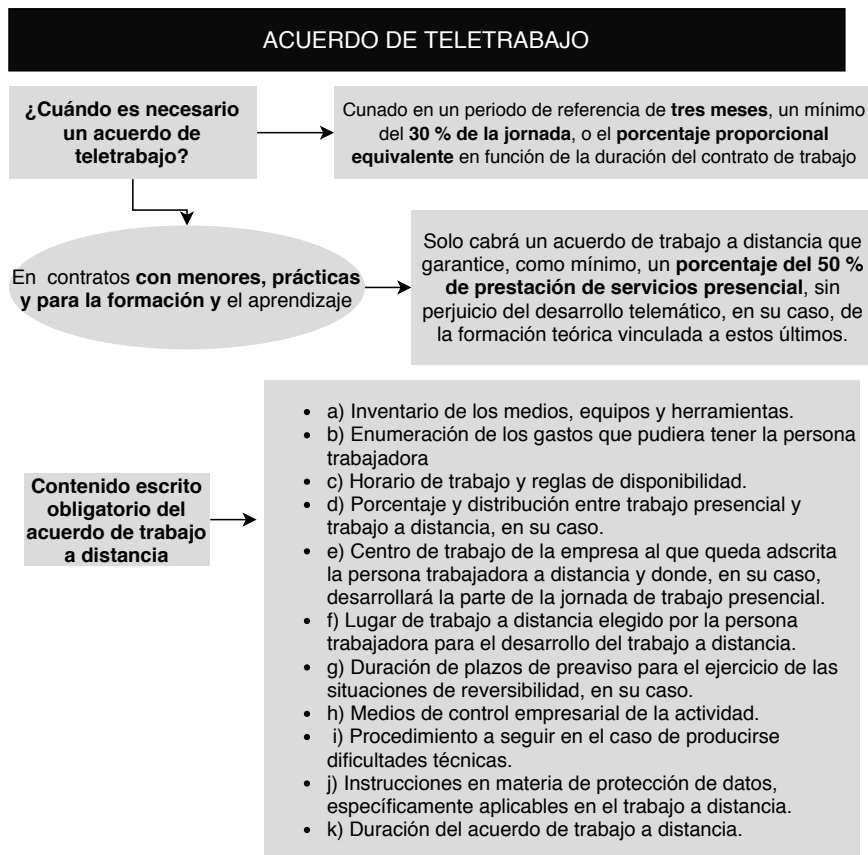 ACUERDO DE TELETRABAJO
¿Cuándo es necesario
un acuerdo de
teletrabajo?
Cunado en un periodo de referencia de tres meses, un mínimo
del 30 % de la jornada, o el porcentaje proporcional
equivalente en función de la duración del contrato de trabajo
En contratos con menores, prácticas
y para la formación y el aprendizaje
Solo cabrá un acuerdo de trabajo a distancia que
garantice, como mínimo, un porcentaje del 50 %
de prestación de servicios presencial, sin
perjuicio del desarrollo telemático, en su caso, de
la formación teórica vinculada a estos últimos.
Contenido escrito
obligatorio del
acuerdo de trabajo
a distancia
• a) Inventario de los medios, equipos y herramientas.
• b) Enumeración de los gastos que pudiera tener la persona
trabajadora
• c) Horario de trabajo y reglas de disponibilidad.
• d) Porcentaje y distribución entre trabajo presencial y
trabajo a distancia, en su caso.
• e) Centro de trabajo de la empresa al que queda adscrita
la persona trabajadora a distancia y donde, en su caso,
desarrollará la parte de la jornada de trabajo presencial.
• f) Lugar de trabajo a distancia elegido por la persona
trabajadora para el desarrollo del trabajo a distancia.
• g) Duración de plazos de preaviso para el ejercicio de las
situaciones de reversibilidad, en su caso.
• h) Medios de control empresarial de la actividad.
• i) Procedimiento a seguir en el caso de producirse
dificultades técnicas.
• j) Instrucciones en materia de protección de datos,
específicamente aplicables en el trabajo a distancia.
• k) Duración del acuerdo de trabajo a distancia.